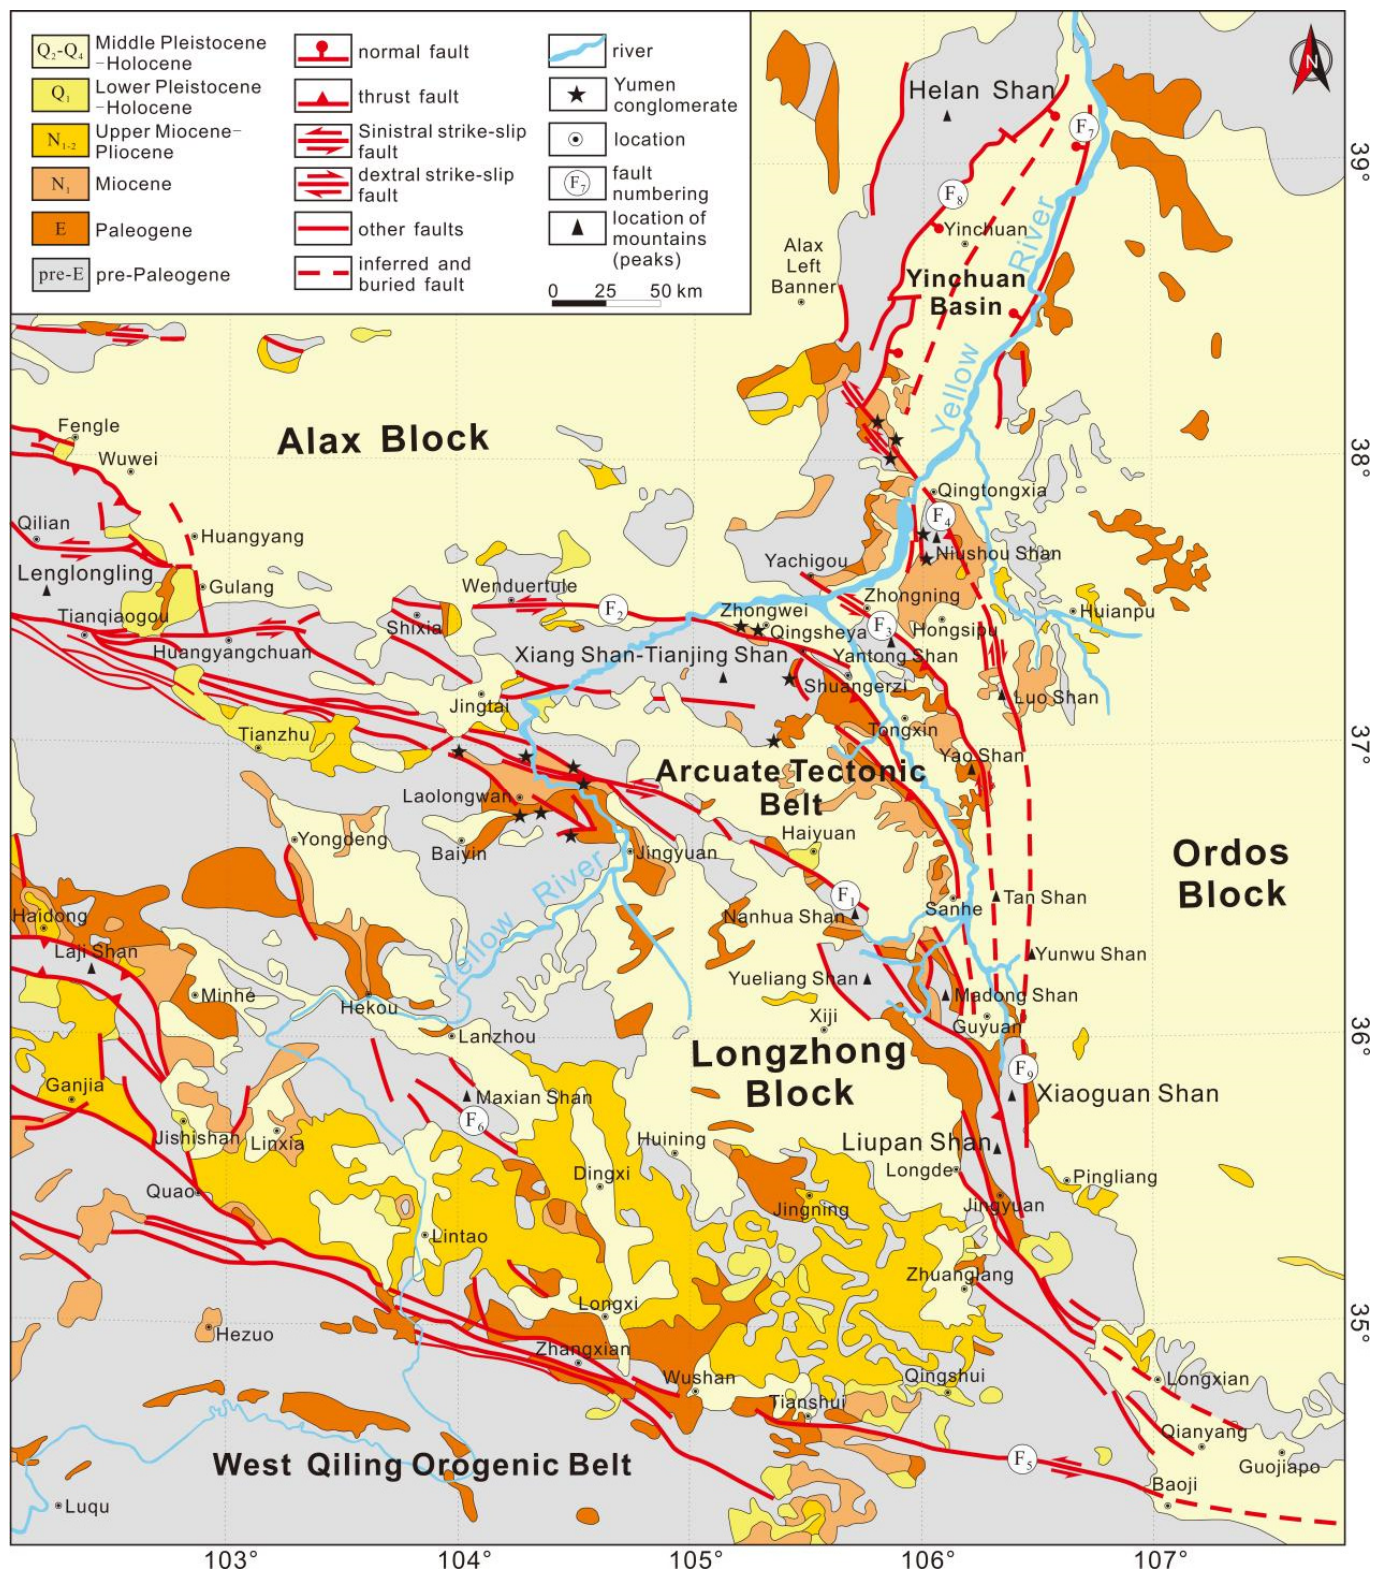 Q₂-Q₄
Middle Pleistocene
–Holocene
Q₁
Lower Pleistocene
–Holocene
N₁₋₂
Upper Miocene–
Pliocene
N₁
Miocene
E
Paleogene
pre-E
pre-Paleogene
normal fault
thrust fault
Sinistral strike-slip
fault
dextral strike-slip
fault
other faults
inferred and
buried fault
river
Yumen
conglomerate
location
F₇
fault
numbering
location of
mountains
(peaks)
0 25 50 km
N
Helan Shan
F₇
39°
F₈
Yinchuan
Alax
Left
Banner
Yinchuan
Basin
Yellow River
Alax Block
38°
Fengle
Wuwei
Qingtongxia
F₄
Qilian
Huangyang
Niushou Shan
Lenglongling
Gulang
Yachigou
Wenduertule
F₂
Zhongning
Zhongwei
Huianpu
Tianqiaogou
Shixia
F₃
Hongsipu
Qingsheya
Huangyangchuan
Xiang Shan-Tianjing Shan
Yantong Shan
Shuangerzi
Luo Shan
Jingtai
Tongxin
Tianzhu
37°
Yao Shan
Arcuate Tectonic
Belt
Laolongwan
Yongdeng
Baiyin
Haiyuan
Jingyuan
Ordos
Block
Yellow River
F₁
Nanhua Shan
Sanhe
Tan Shan
Haidong
Laji Shan
Yunwu Shan
Yueliang Shan
Minhe
Madong Shan
Hekou
Xiji
Guyuan
Lanzhou
36°
Longzhong
Block
F₉
Ganjia
Maxian Shan
Xiaoguan Shan
F₆
Jishishan
Linxia
Huining
Liupan Shan
Longde
Pingliang
Dingxi
Quao
Jingning
Jingyuan
Lintao
Zhuanglang
Longxi
35°
Hezuo
Zhangxian
Wushan
Qingshui
Longxian
Tianshui
Qianyang
West Qiling Orogenic Belt
F₅
Guojiapo
Baoji
Luqu
103° 104° 105° 106° 107°